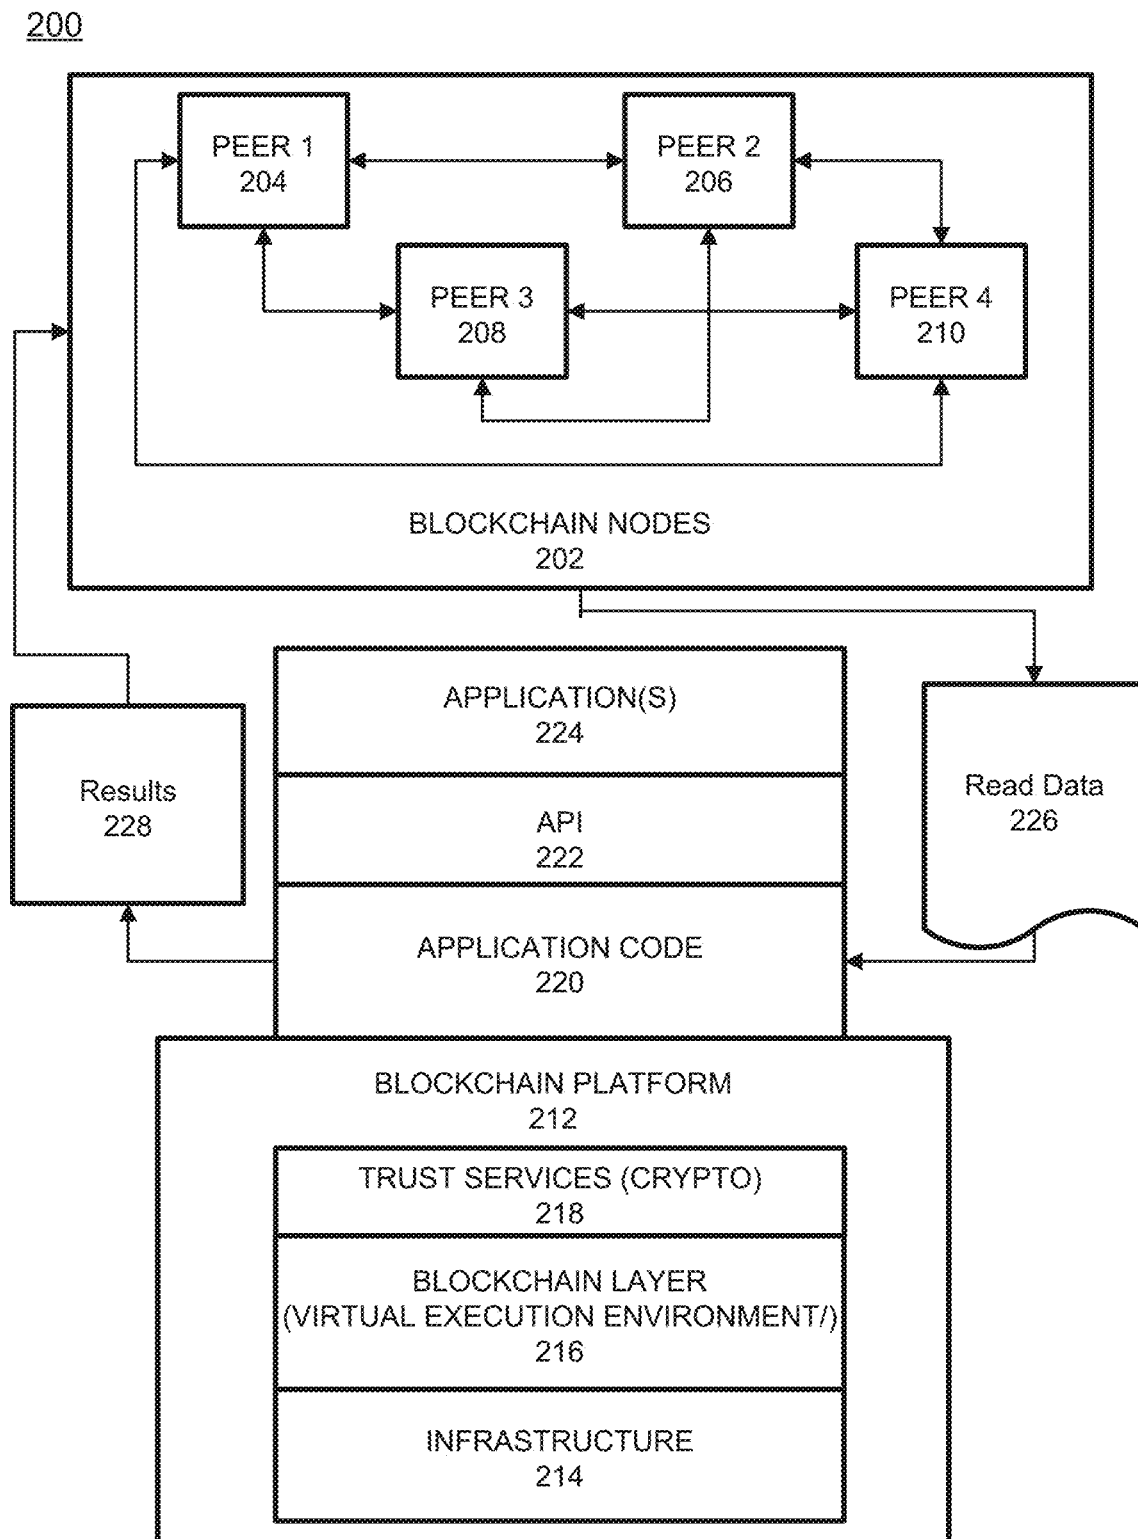 200
PEER 1
204
PEER 2
206
PEER 3
208
PEER 4
210
BLOCKCHAIN NODES
202
APPLICATION(S)
224
API
222
APPLICATION CODE
220
Results
228
Read Data
226
BLOCKCHAIN PLATFORM
212
TRUST SERVICES (CRYPTO)
218
BLOCKCHAIN LAYER
(VIRTUAL EXECUTION ENVIRONMENT/)
216
INFRASTRUCTURE
214